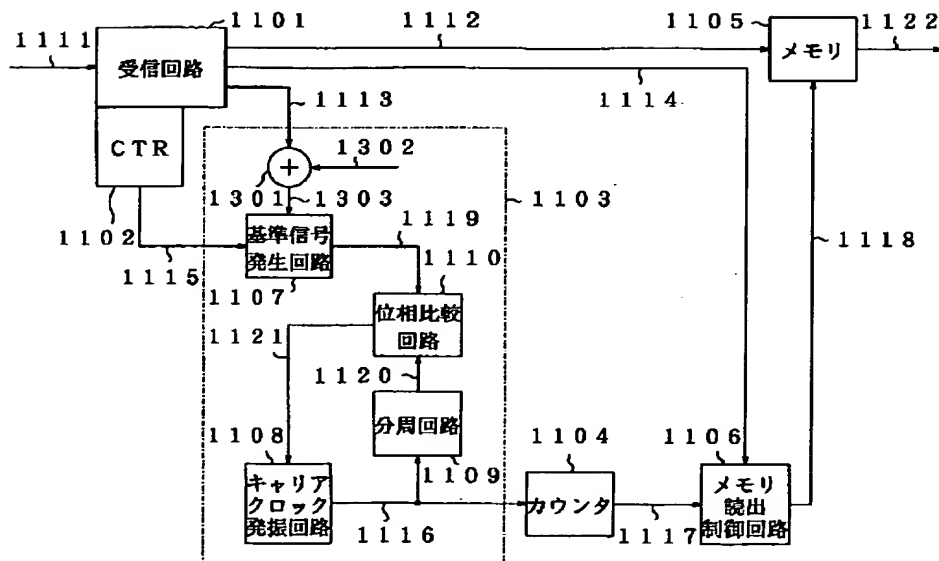 1101
1112
1105
1122
1111
受信回路
メモリ
1113
1114
CTR
1302
+
1301
1303
1103
1102
1119
1118
基準信号
発生回路
1110
1115
1107
位相比較
回路
1121
1120
分周回路
1108
1104
1106
1109
キャリア
クロック
発振回路
カウンタ
メモリ
読出
制御回路
1116
1117